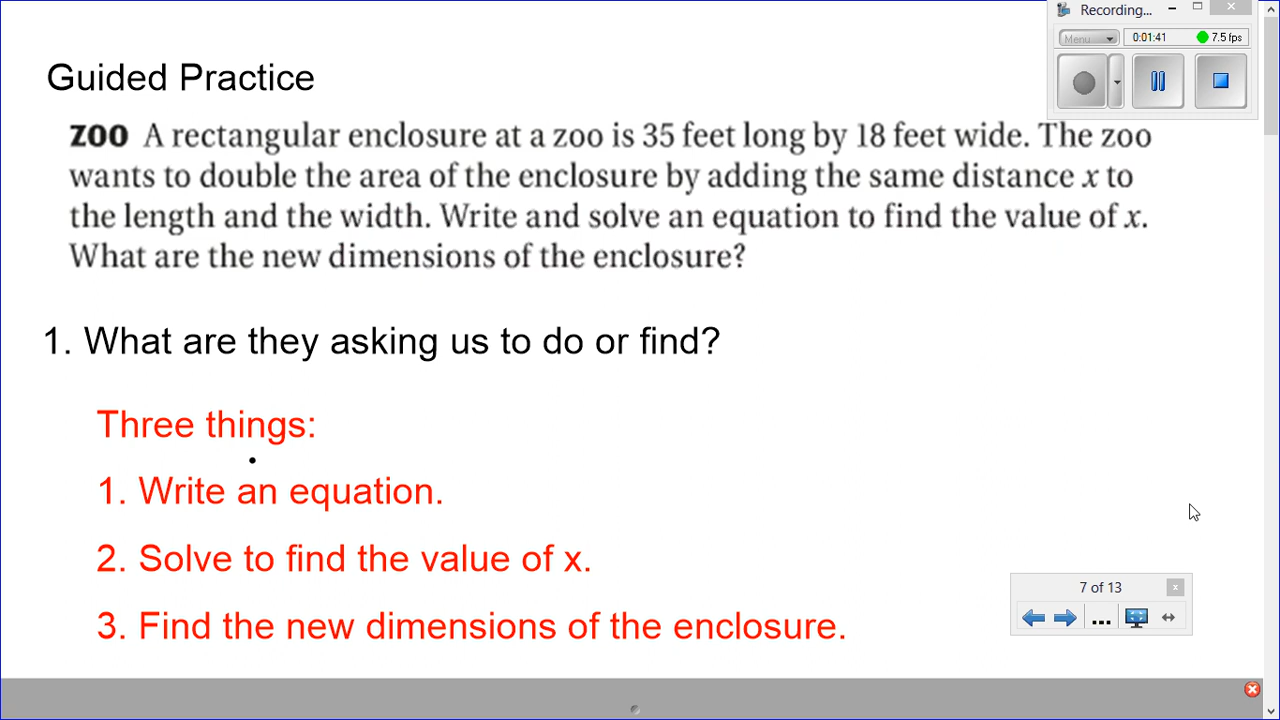 Recording...
Menu
0:01:41
7.5 fps
Guided Practice
ZOO A rectangular enclosure at a zoo is 35 feet long by 18 feet wide. The zoo
wants to double the area of the enclosure by adding the same distance x to
the length and the width. Write and solve an equation to find the value of x.
What are the new dimensions of the enclosure?
1. What are they asking us to do or find?
Three things:
1. Write an equation.
2. Solve to find the value of x.
3. Find the new dimensions of the enclosure.
7 of 13
...